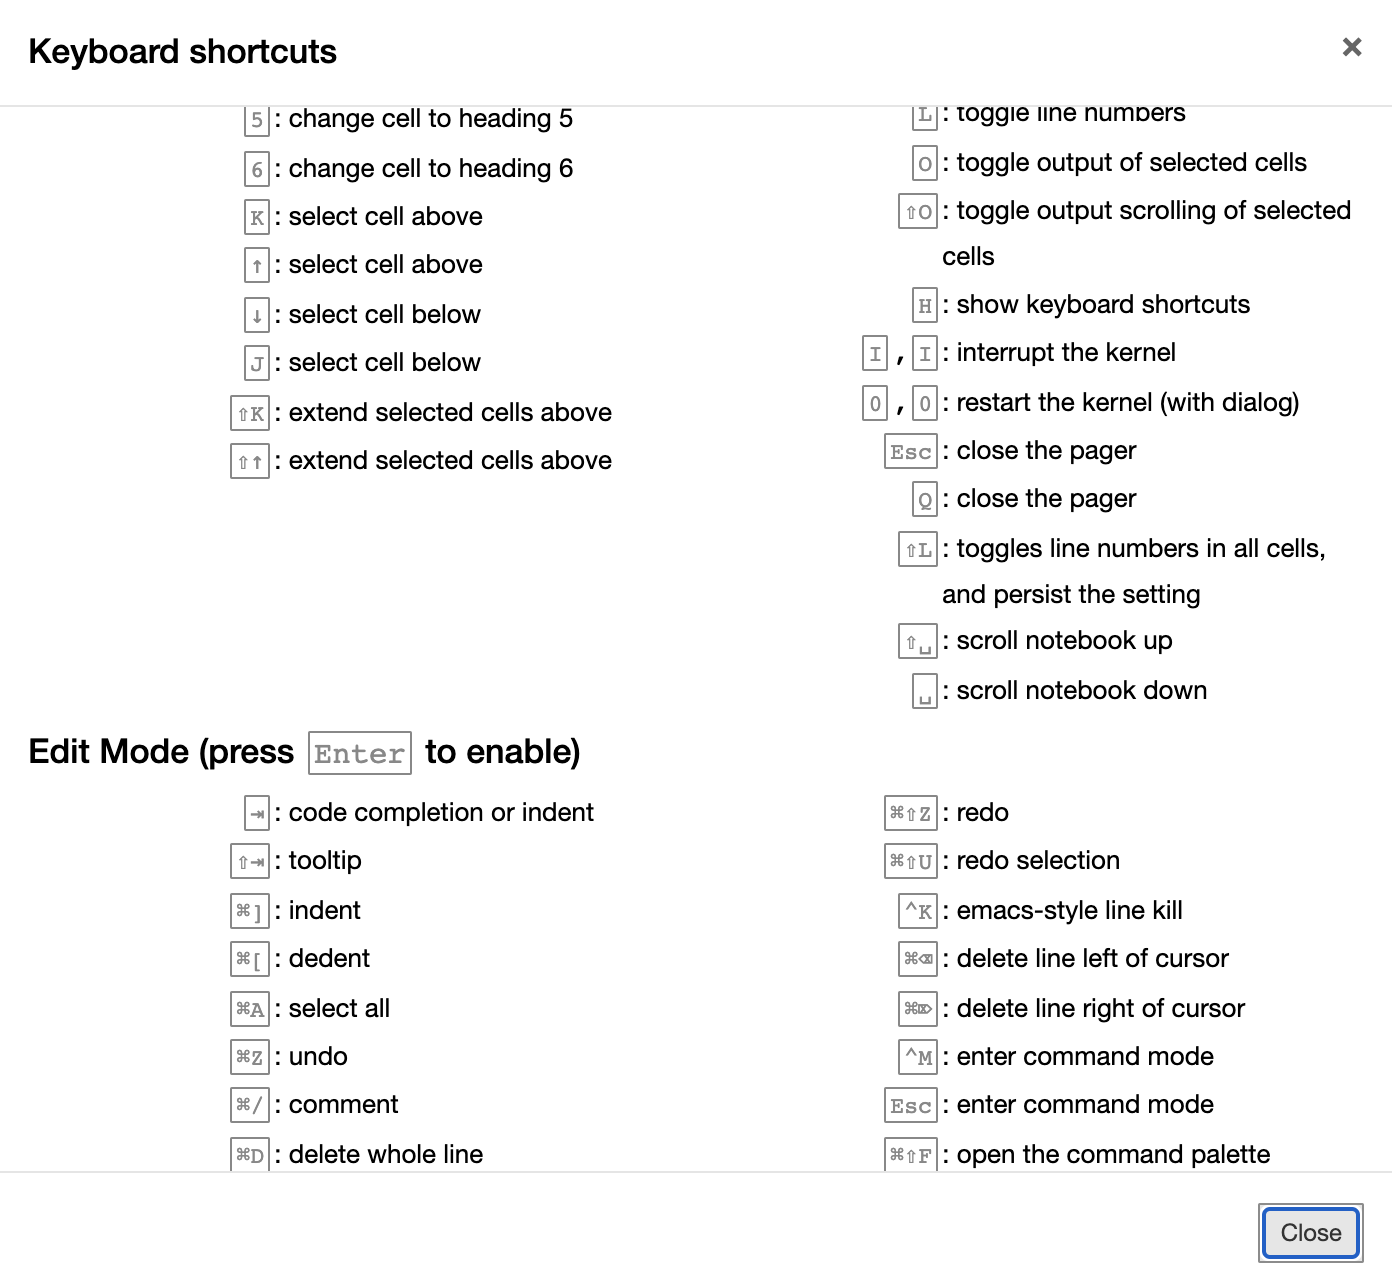 Keyboard shortcuts
×
5 : change cell to heading 5
6 : change cell to heading 6
K : select cell above
↑ : select cell above
↓ : select cell below
J : select cell below
⇧K : extend selected cells above
⇧↑ : extend selected cells above
L : toggle line numbers
O : toggle output of selected cells
⇧O : toggle output scrolling of selected
cells
H : show keyboard shortcuts
I , I : interrupt the kernel
0 , 0 : restart the kernel (with dialog)
Esc : close the pager
Q : close the pager
⇧L : toggles line numbers in all cells,
and persist the setting
⇧␣ : scroll notebook up
␣ : scroll notebook down
Edit Mode (press Enter to enable)
⇥ : code completion or indent
⇧⇥ : tooltip
⌘] : indent
⌘[ : dedent
⌘A : select all
⌘Z : undo
⌘/ : comment
⌘D : delete whole line
⌘⇧Z : redo
⌘⇧U : redo selection
^K : emacs-style line kill
⌘⌫ : delete line left of cursor
⌘⌦ : delete line right of cursor
^M : enter command mode
Esc : enter command mode
⌘⇧F : open the command palette
Close